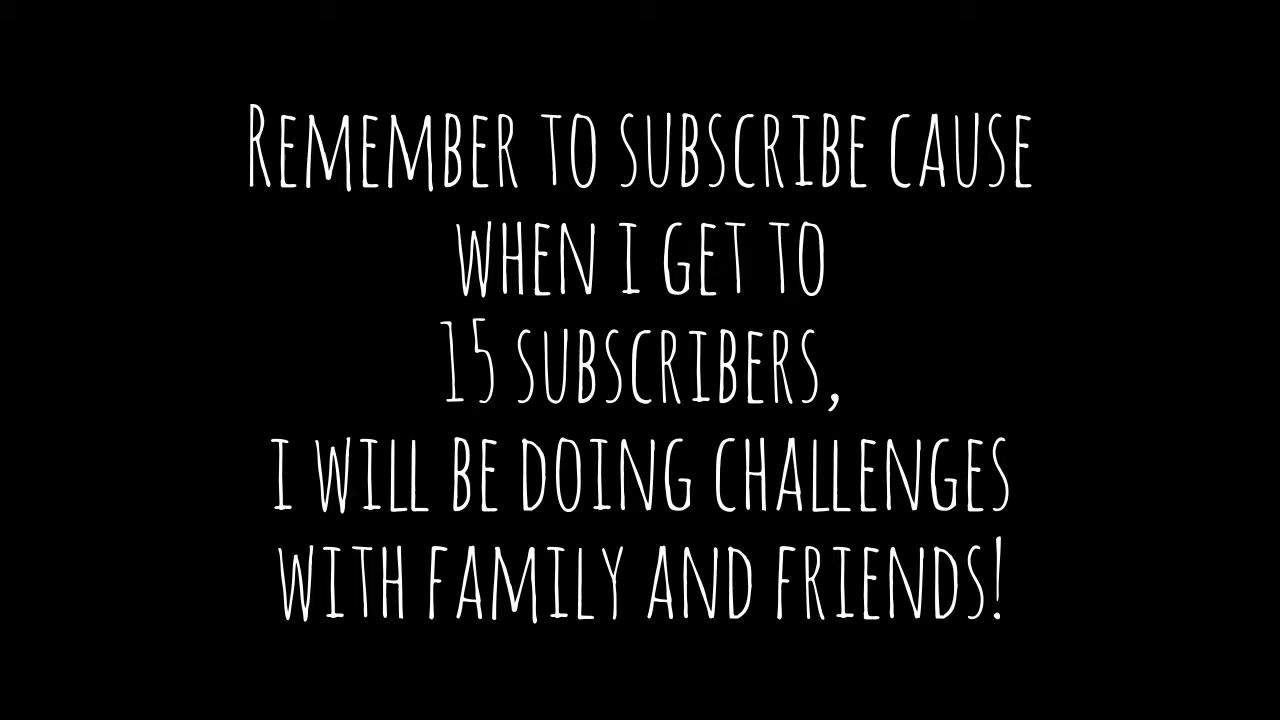 Remember to subscribe cause
when i get to
15 subscribers,
i will be doing challenges
with family and friends!